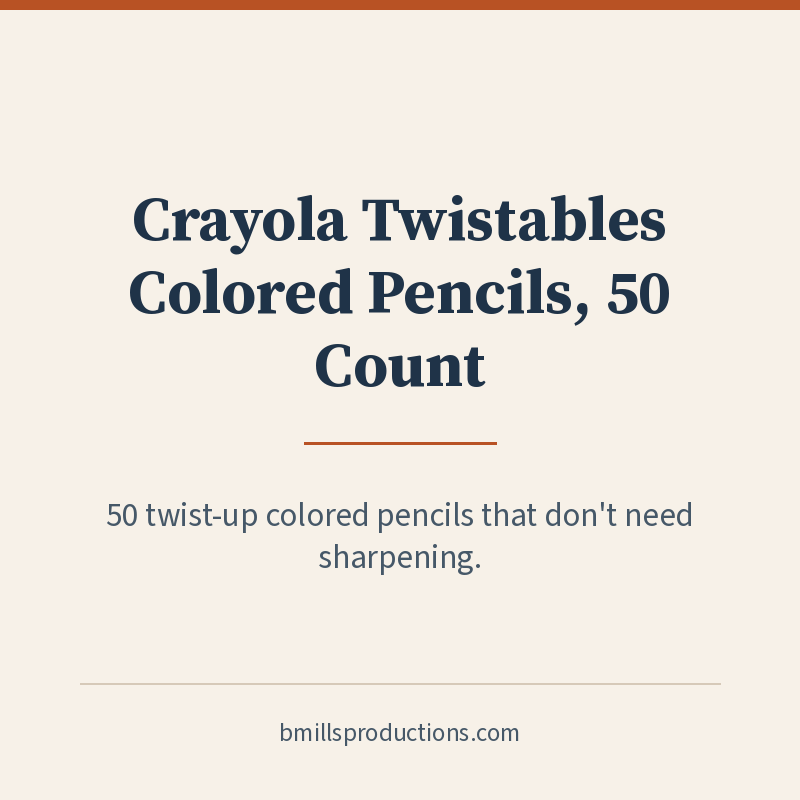 Crayola Twistables
Colored Pencils, 50
Count
50 twist-up colored pencils that don't need
sharpening.
bmillsproductions.com